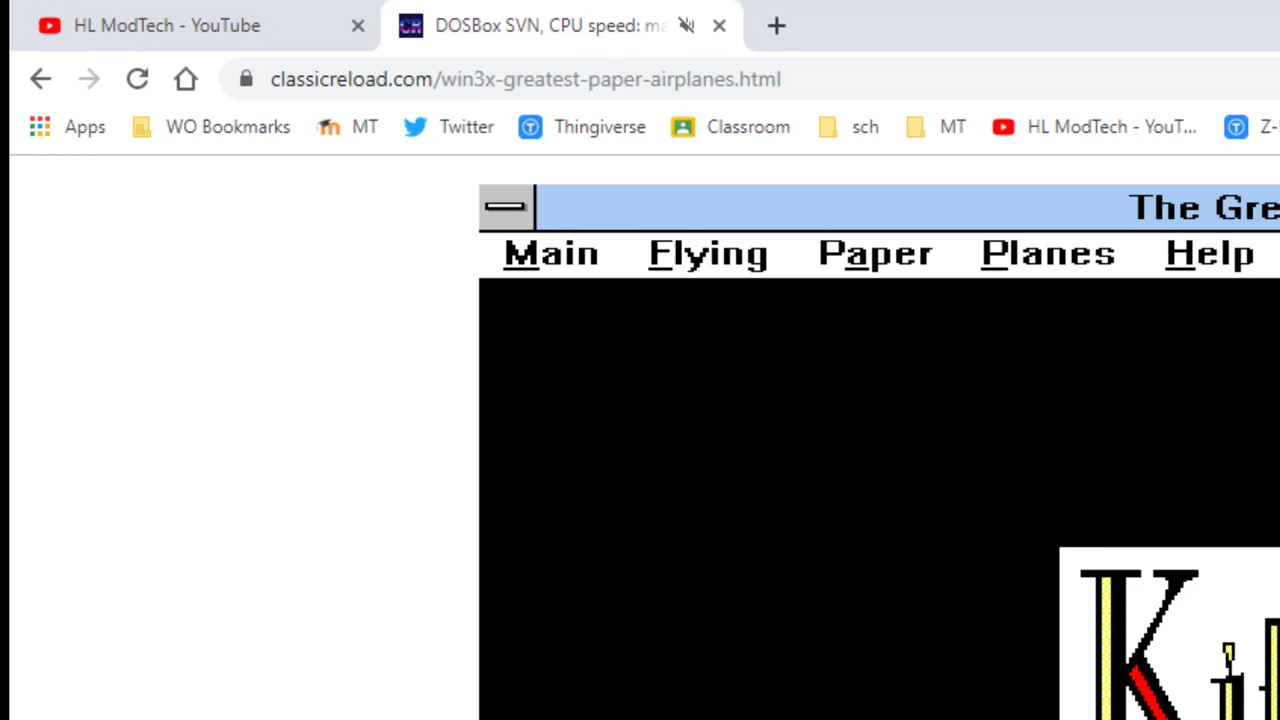 HL ModTech - YouTube
DOSBox SVN, CPU speed: ma
classicreload.com/win3x-greatest-paper-airplanes.html
Apps WO Bookmarks MT Twitter Thingiverse Classroom sch MT HL ModTech - YouT... Z-
The Gre
Main Flying Paper Planes Help